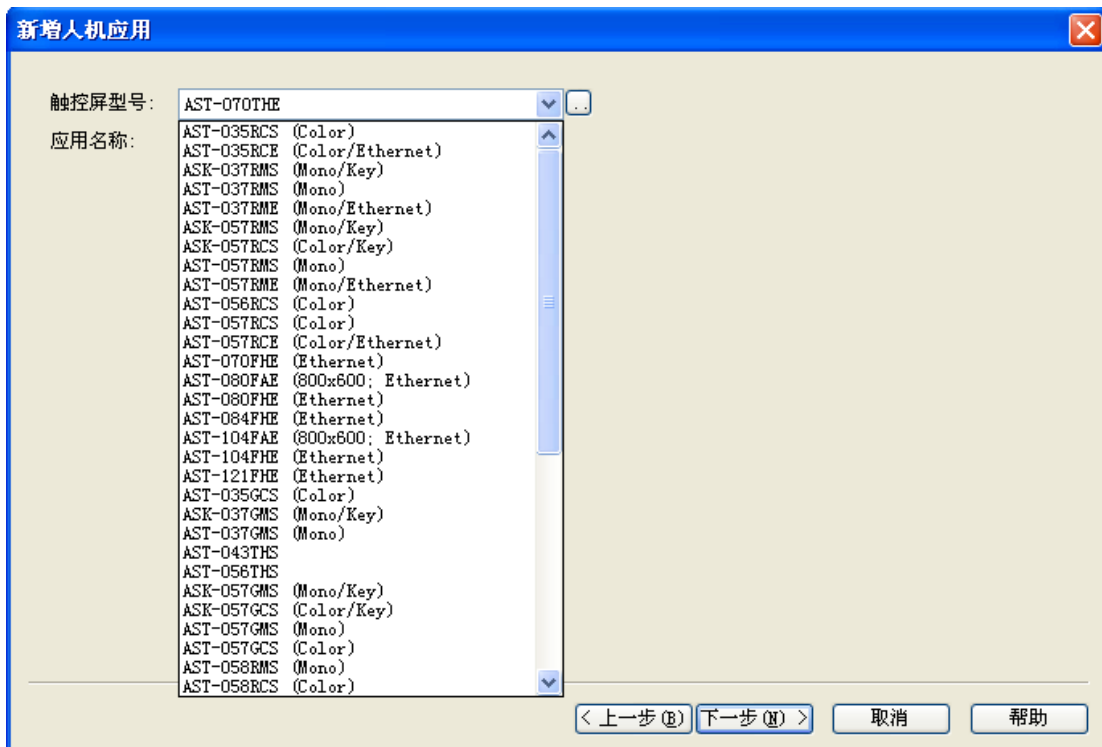 新增人机应用
触控屏型号: AST-070THE ..
应用名称:
AST-035RCS (Color)
AST-035RCE (Color/Ethernet)
ASK-037RMS (Mono/Key)
AST-037RMS (Mono)
AST-037RME (Mono/Ethernet)
ASK-057RMS (Mono/Key)
ASK-057RCS (Color/Key)
AST-057RMS (Mono)
AST-057RME (Mono/Ethernet)
AST-056RCS (Color)
AST-057RCS (Color)
AST-057RCE (Color/Ethernet)
AST-070FHE (Ethernet)
AST-080FAE (800x600; Ethernet)
AST-080FHE (Ethernet)
AST-084FHE (Ethernet)
AST-104FAE (800x600; Ethernet)
AST-104FHE (Ethernet)
AST-121FHE (Ethernet)
AST-035GCS (Color)
ASK-037GMS (Mono/Key)
AST-037GMS (Mono)
AST-043THS
AST-056THS
ASK-057GMS (Mono/Key)
ASK-057GCS (Color/Key)
AST-057GMS (Mono)
AST-057GCS (Color)
AST-058RMS (Mono)
AST-058RCS (Color)
< 上一步(B) 下一步(N) > 取消 帮助